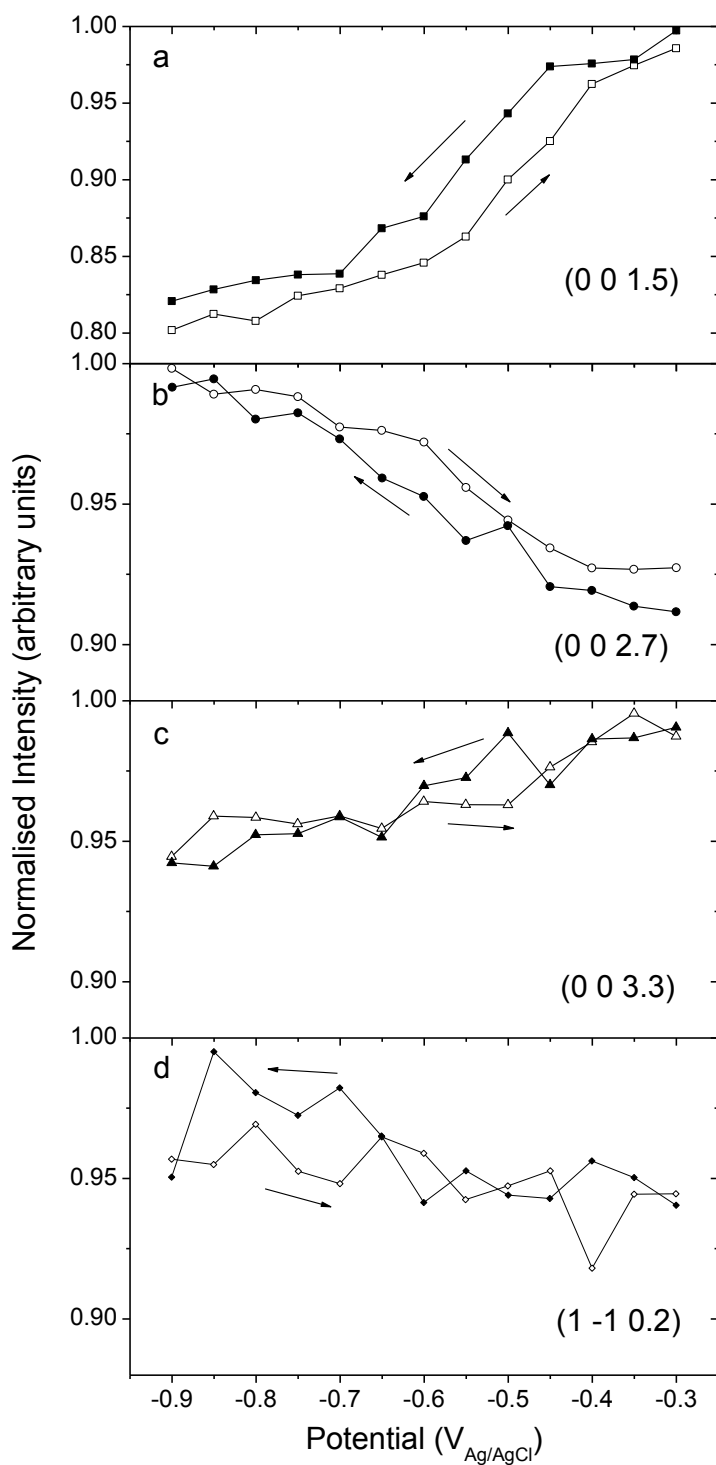 1.00
a
0.95
0.90
0.85
(0 0 1.5)
0.80
1.00
b
0.95
0.90
(0 0 2.7)
1.00
c
0.95
0.90
(0 0 3.3)
1.00
d
0.95
0.90
(1 -1 0.2)
-0.9 -0.8 -0.7 -0.6 -0.5 -0.4 -0.3
Potential (V Ag/AgCl)
Normalised Intensity (arbitrary units)